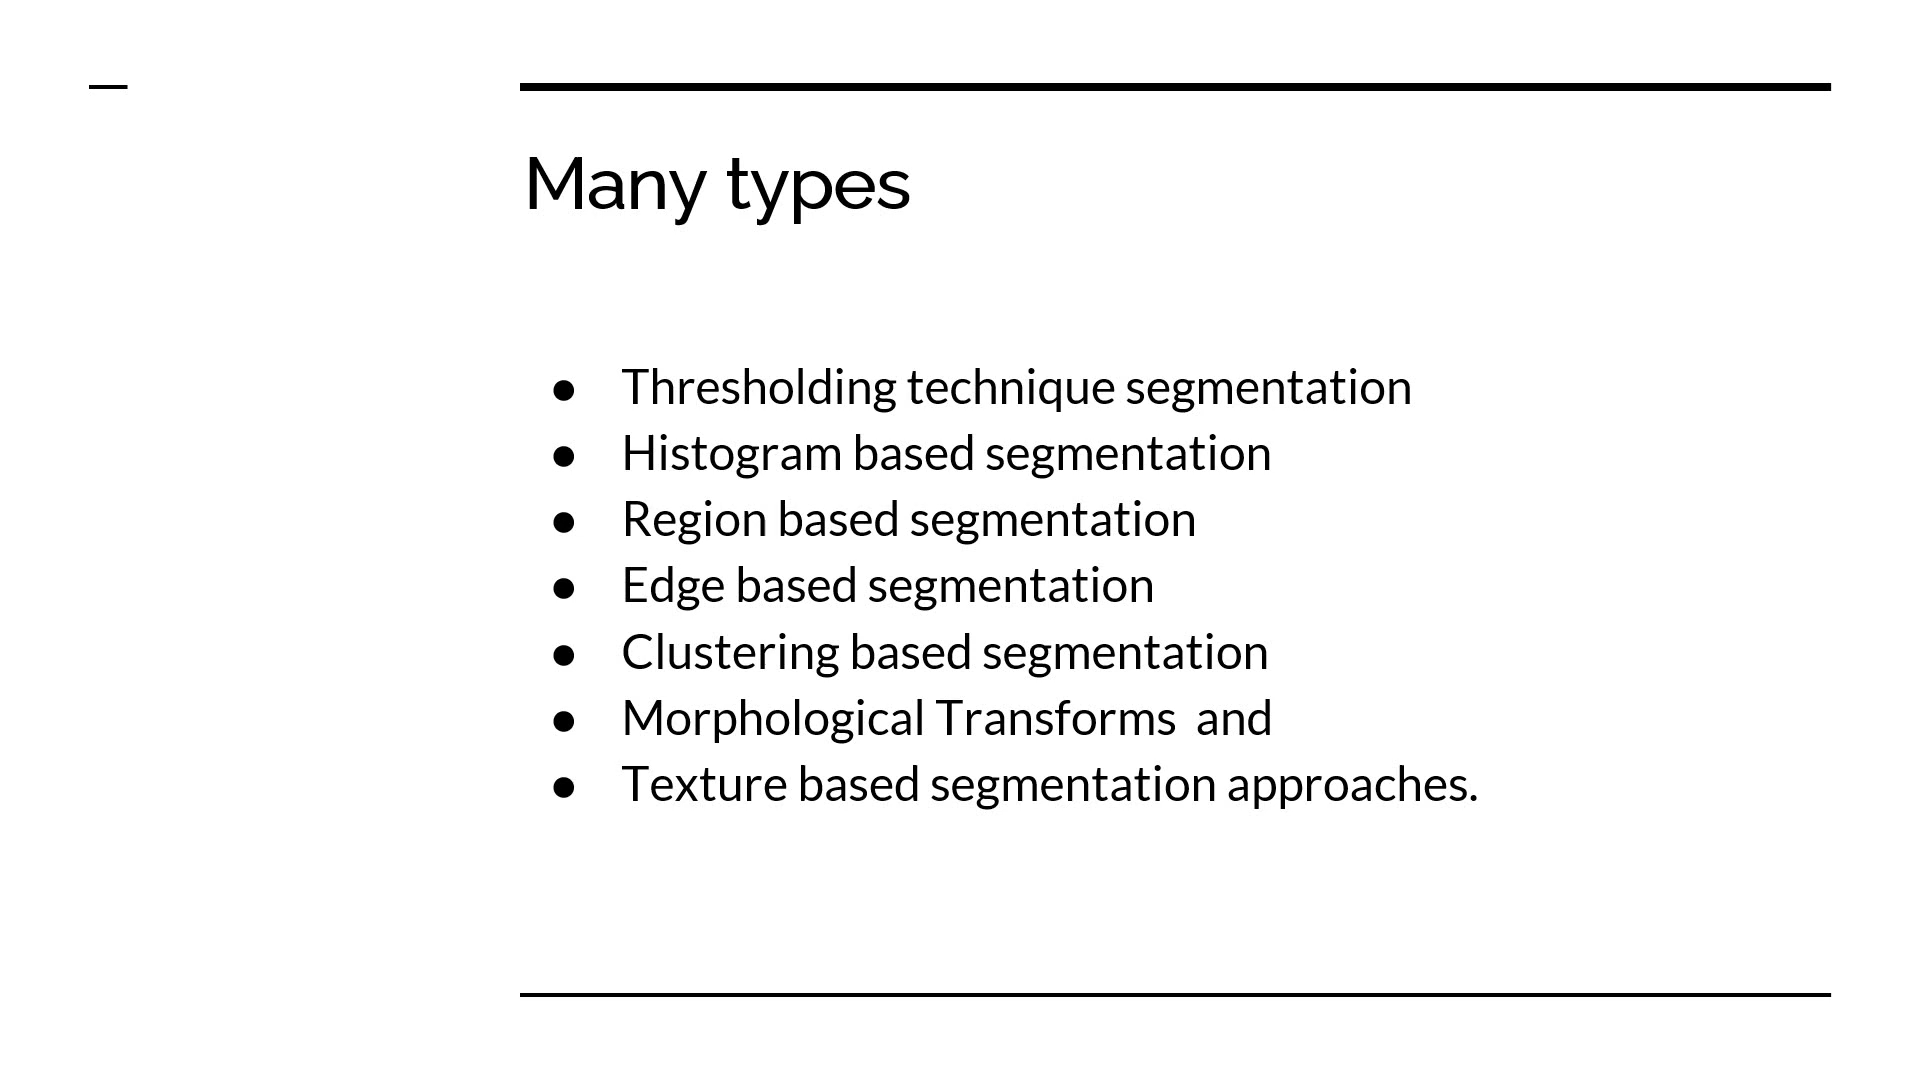 Many types
● Thresholding technique segmentation
● Histogram based segmentation
● Region based segmentation
● Edge based segmentation
● Clustering based segmentation
● Morphological Transforms  and
● Texture based segmentation approaches.